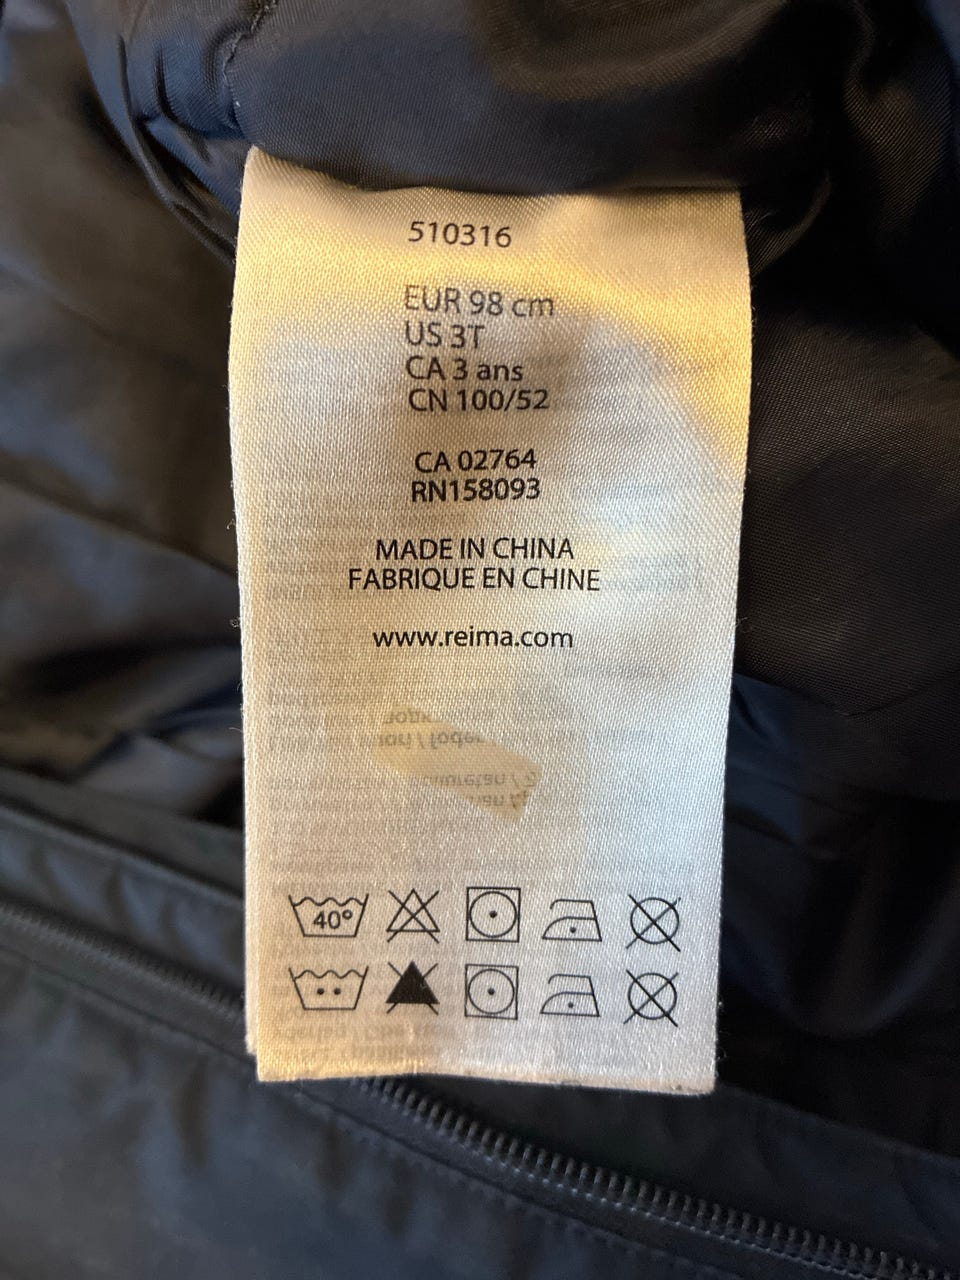 510316
EUR 98 cm
US 3T
CA 3 ans
CN 100/52
CA 02764
RN158093
MADE IN CHINA
FABRIQUE EN CHINE
www.reima.com
40°